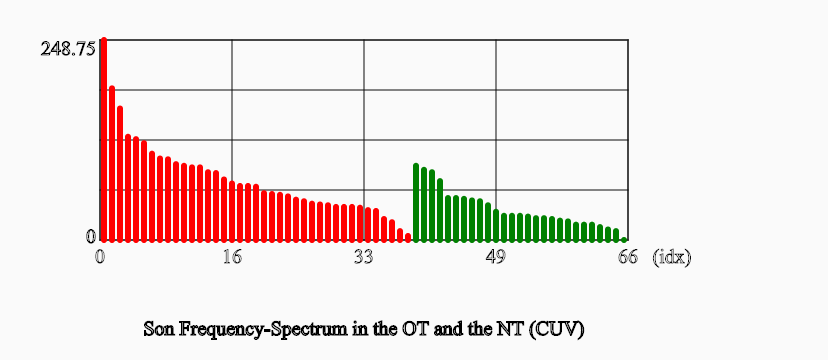 248.75
0
0 16 33 49 66 (idx)
Son Frequency-Spectrum in the OT and the NT (CUV)